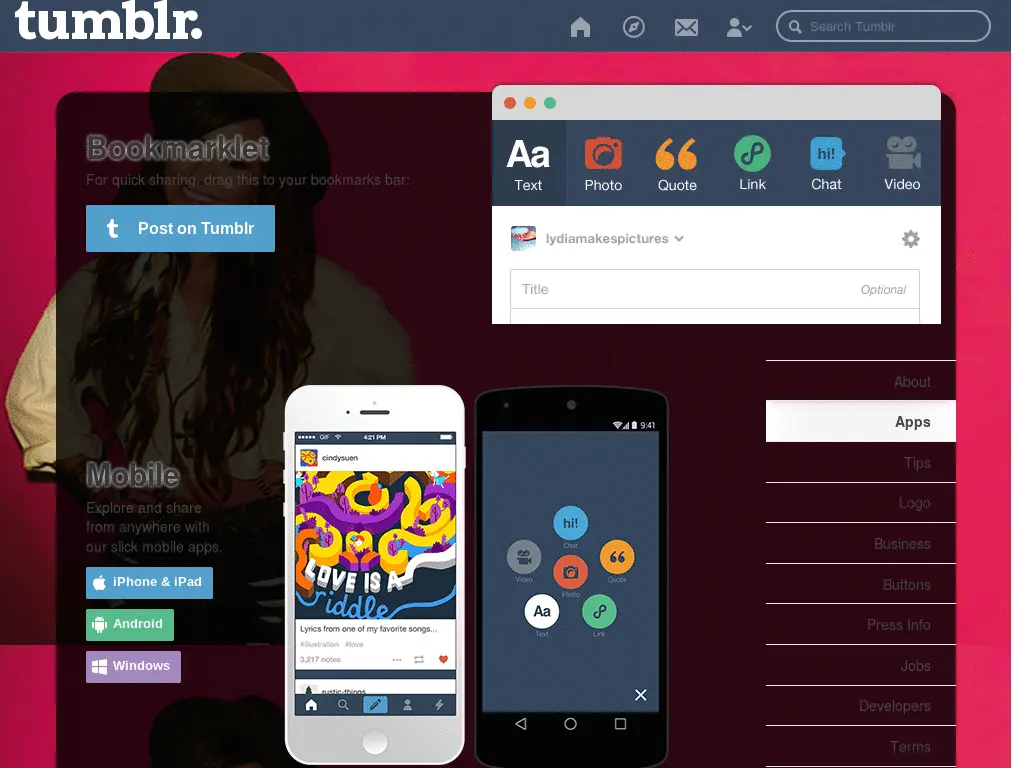 tumblr.
Search Tumblr
Bookmarklet
For quick sharing, drag this to your bookmarks bar:
t Post on Tumblr
Aa
Text
Photo
Quote
Link
hi!
Chat
Video
lydiamakespictures
Title
Optional
About
Apps
Tips
Logo
Business
Buttons
Press Info
Jobs
Developers
Terms
Mobile
Explore and share
from anywhere with
our slick mobile apps.
iPhone & iPad
Android
Windows
GIF 4:21 PM
cindysuen
LOVE IS A
riddle
Lyrics from one of my favorite songs...
#illustration #love
3,217 notes
rustic-things
9:41
hi!
Chat
Video
Quote
Photo
Aa
Text
Link